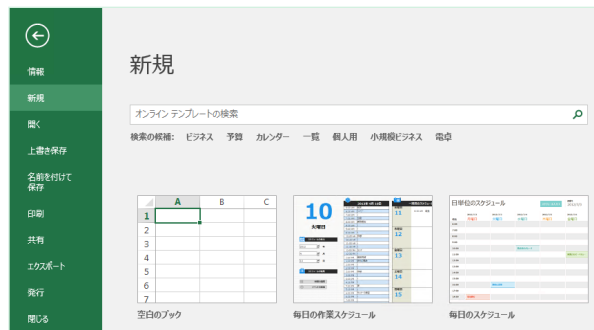 情報
新規
開く
上書き保存
名前を付けて
保存
印刷
共有
エクスポート
発行
閉じる
新規
オンライン テンプレートの検索
検索の候補: ビジネス 予算 カレンダー 一覧 個人用 小規模ビジネス 電卓
A B C
1
2
3
4
5
6
7
空白のブック
10
火曜日
11
12
13
14
15
毎日の作業スケジュール
日単位のスケジュール
毎日のスケジュール